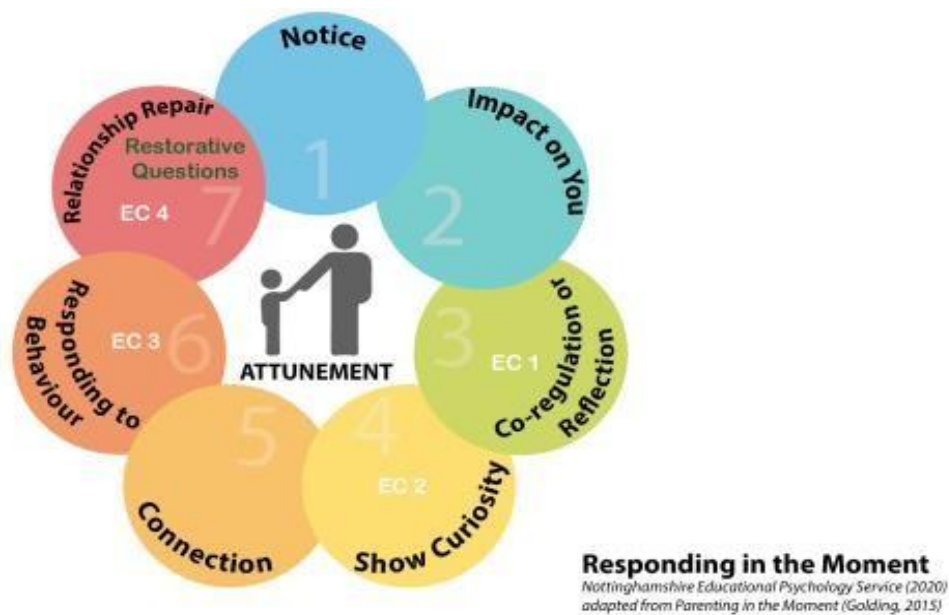 Notice
1
Impact on You
2
Co-regulation or
Reflection
3
EC 1
Show Curiosity
4
EC 2
Connection
5
Responding to
Behaviour
6
EC 3
Relationship Repair
Restorative
Questions
7
EC 4
ATTUNEMENT
Responding in the Moment
Nottinghamshire Educational Psychology Service (2020)
adapted from Parenting in the Moment (Golding, 2015)